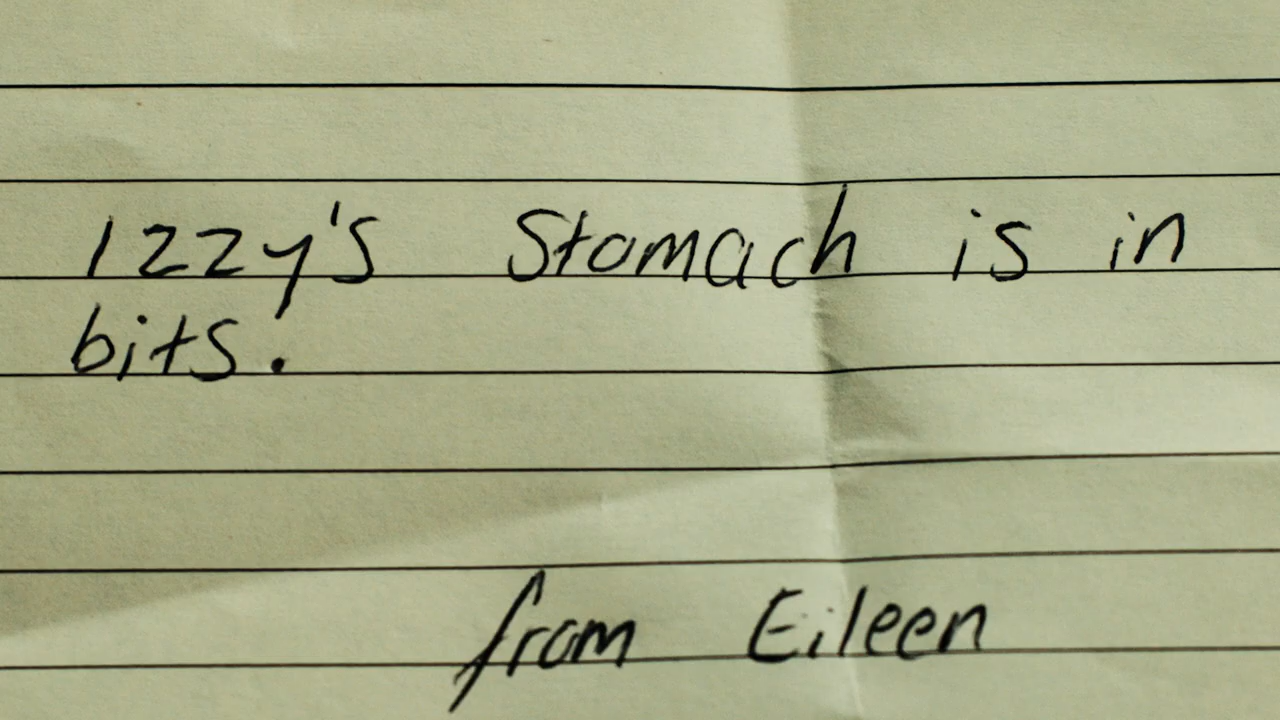 Izzy's Stomach is in
bits.
from Eileen